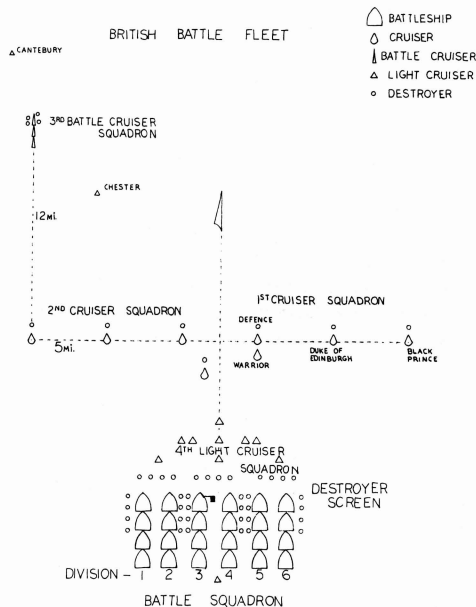 BRITISH BATTLE FLEET
BATTLESHIP
CRUISER
BATTLE CRUISER
LIGHT CRUISER
DESTROYER
CANTEBURY
3RD BATTLE CRUISER
SQUADRON
CHESTER
12MI.
2ND CRUISER SQUADRON
1ST CRUISER SQUADRON
DEFENCE
5MI.
WARRIOR
DUKE OF
EDINBURGH
BLACK
PRINCE
4TH LIGHT CRUISER
SQUADRON
DESTROYER
SCREEN
DIVISION - 1 2 3 4 5 6
BATTLE SQUADRON